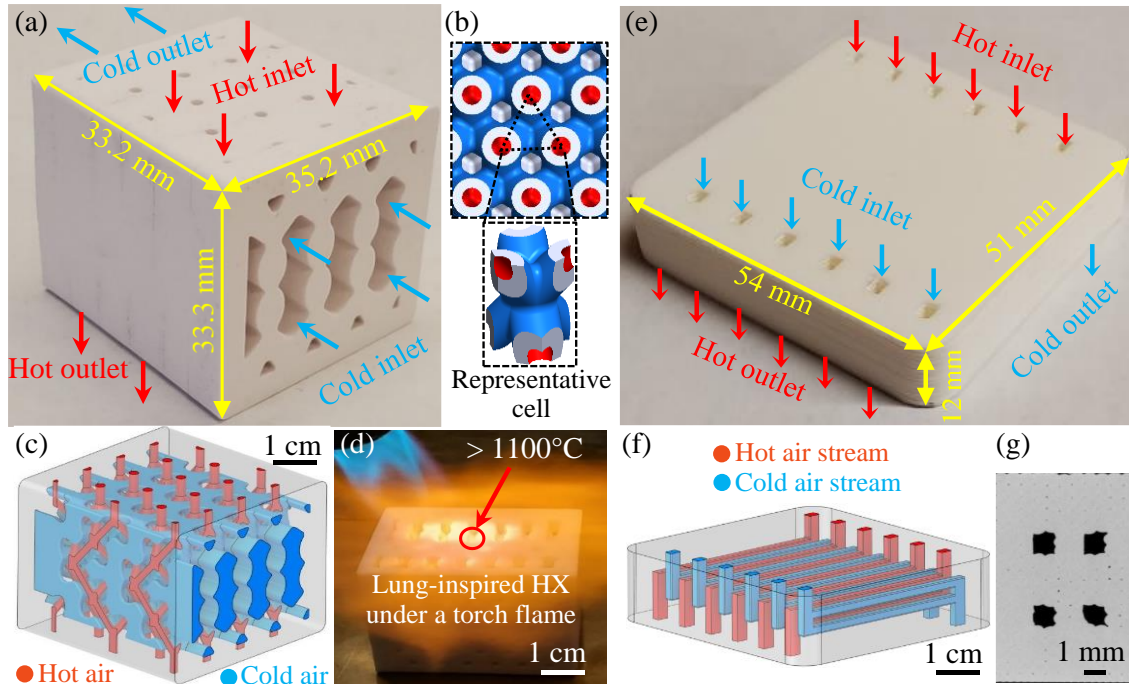 (a)
Cold outlet
Hot inlet
33.2 mm
35.2 mm
33.3 mm
Hot outlet
Cold inlet
(b)
Representative
cell
(e)
Hot inlet
Cold inlet
54 mm
51 mm
12 mm
Hot outlet
Cold outlet
(c)
1 cm
Hot air
Cold air
(d)
> 1100°C
Lung-inspired HX
under a torch flame
1 cm
(f)
Hot air stream
Cold air stream
1 cm
(g)
1 mm